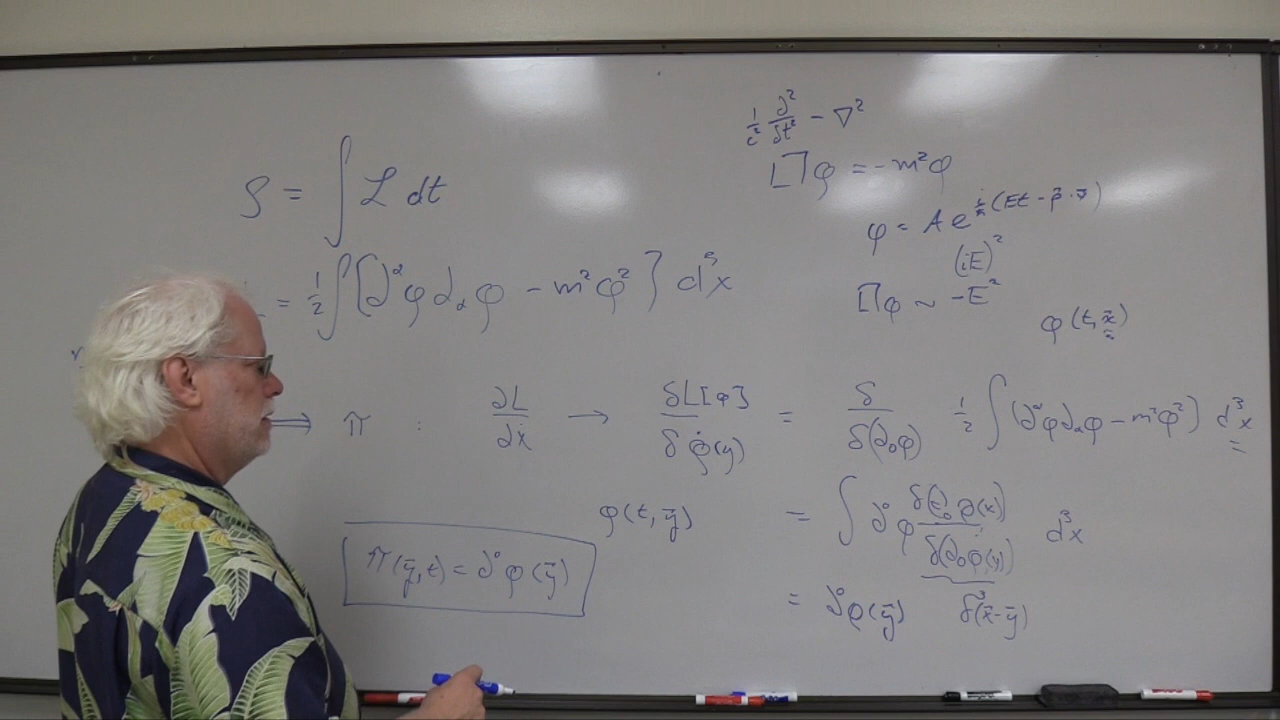 1/c² ∂²/∂t² − ∇²
S = ∫ L dt
[]φ = −m²φ
φ = A e^{i/ħ (Et − p⃗·x⃗)}
(iE)²
= ½ ∫ [∂^α φ ∂_α φ − m²φ²] d³x
[]φ ~ −E²
φ(t, x⃗)
⟹ π : ∂L/∂ẋ → δL[φ]/δφ̇(y) = δ/δ(∂₀φ) ½ ∫ (∂^α φ ∂_α φ − m²φ²) d³x
φ(t, y⃗) = ∫ ∂⁰φ δ(∂₀φ(x))/δ(∂₀φ(y)) d³x
π(y⃗, t) = ∂⁰φ(y⃗)
= ∂⁰φ(y⃗) δ³(x⃗−y⃗)